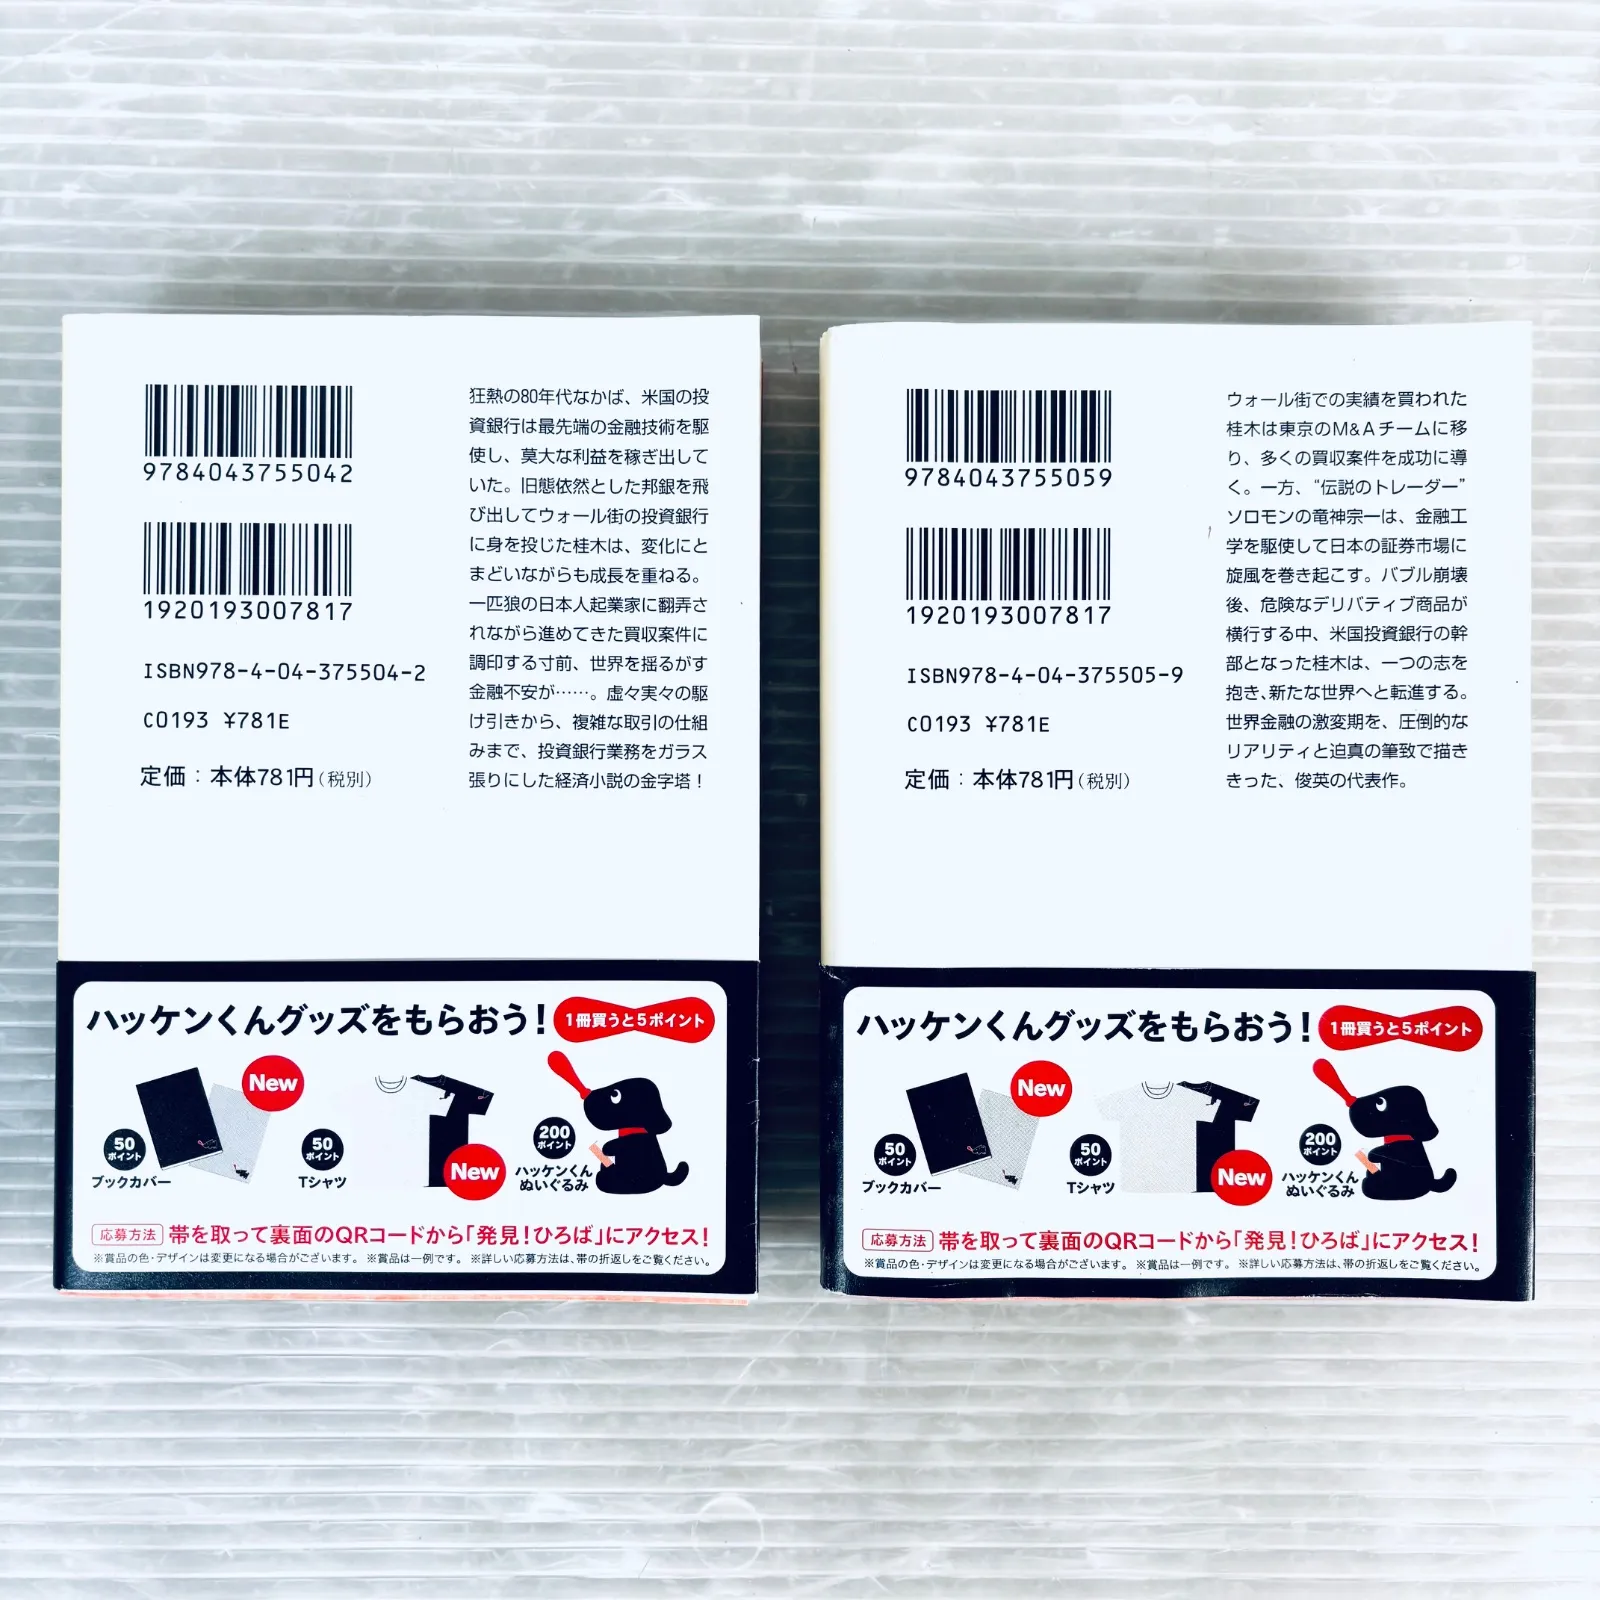 9784043755042
1920193007817
ISBN978-4-04-375504-2
C0193 ¥781E
定価：本体781円（税別）
狂熱の80年代なかば、米国の投
資銀行は最先端の金融技術を駆
使し、莫大な利益を稼ぎ出して
いた。旧態依然とした邦銀を飛
び出してウォール街の投資銀行
に身を投じた桂木は、変化にと
まどいながらも成長を重ねる。
一匹狼の日本人起業家に翻弄さ
れながら進めてきた買収案件に
調印する寸前、世界を揺るがす
金融不安が……。虚々実々の駆
け引きから、複雑な取引の仕組
みまで、投資銀行業務をガラス
張りにした経済小説の金字塔！
ハッケンくんグッズをもらおう！
1冊買うと5ポイント
New
50
ポイント
ブックカバー
50
ポイント
Tシャツ
New
200
ポイント
ハッケンくん
ぬいぐるみ
応募方法 帯を取って裏面のQRコードから「発見！ひろば」にアクセス！
※賞品の色・デザインは変更になる場合がございます。 ※賞品は一例です。 ※詳しい応募方法は、帯の折返しをご覧ください。
9784043755059
1920193007817
ISBN978-4-04-375505-9
C0193 ¥781E
定価：本体781円（税別）
ウォール街での実績を買われた
桂木は東京のM&Aチームに移
り、多くの買収案件を成功に導
く。一方、“伝説のトレーダー”
ソロモンの竜神宗一は、金融工
学を駆使して日本の証券市場に
旋風を巻き起こす。バブル崩壊
後、危険なデリバティブ商品が
横行する中、米国投資銀行の幹
部となった桂木は、一つの志を
抱き、新たな世界へと転進する。
世界金融の激変期を、圧倒的な
リアリティと迫真の筆致で描き
きった、俊英の代表作。
ハッケンくんグッズをもらおう！
1冊買うと5ポイント
New
50
ポイント
ブックカバー
50
ポイント
Tシャツ
New
200
ポイント
ハッケンくん
ぬいぐるみ
応募方法 帯を取って裏面のQRコードから「発見！ひろば」にアクセス！
※賞品の色・デザインは変更になる場合がございます。 ※賞品は一例です。 ※詳しい応募方法は、帯の折返しをご覧ください。